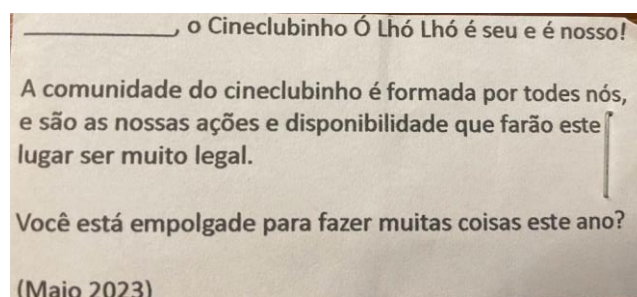 ____________, o Cineclubinho Ó Lhó Lhó é seu e é nosso!
A comunidade do cineclubinho é formada por todes nós,
e são as nossas ações e disponibilidade que farão este
lugar ser muito legal.
Você está empolgade para fazer muitas coisas este ano?
(Maio 2023)